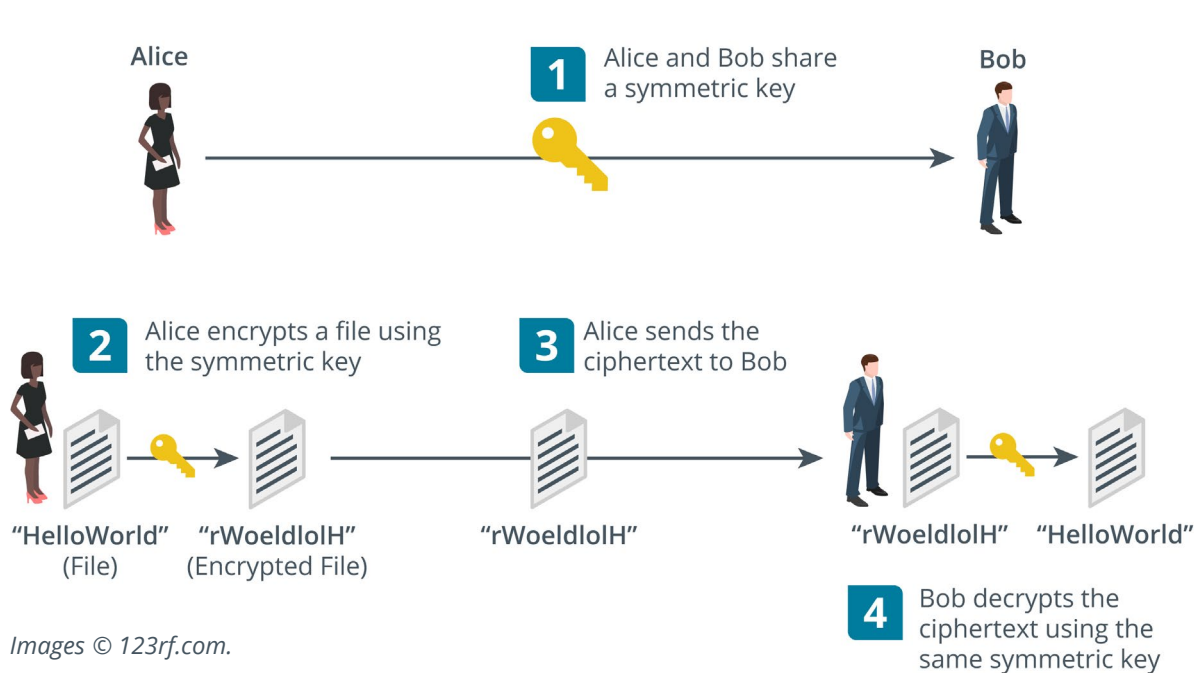 Alice
1
Alice and Bob share
a symmetric key
Bob
2
Alice encrypts a file using
the symmetric key
3
Alice sends the
ciphertext to Bob
“HelloWorld”
(File)
“rWoeldlolH”
(Encrypted File)
“rWoeldlolH”
“rWoeldlolH”
“HelloWorld”
4
Bob decrypts the
ciphertext using the
same symmetric key
Images © 123rf.com.